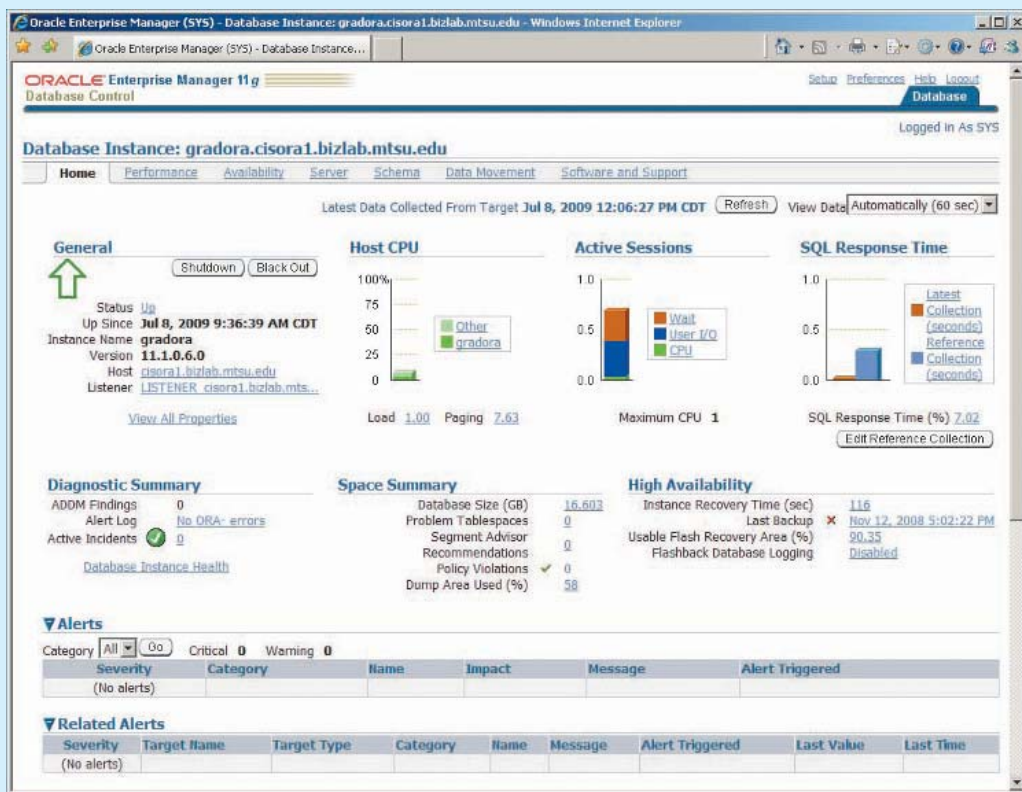 Oracle Enterprise Manager (SYS) - Database Instance: gradora.cisora1.bizlab.mtsu.edu - Windows Internet Explorer
Oracle Enterprise Manager (SYS) - Database Instance...
ORACLE Enterprise Manager 11g
Database Control
Setup Preferences Help Logout
Database
Logged in As SYS
Database Instance: gradora.cisora1.bizlab.mtsu.edu
Home Performance Availability Server Schema Data Movement Software and Support
Latest Data Collected From Target Jul 8, 2009 12:06:27 PM CDT Refresh View Data Automatically (60 sec)
General
Shutdown Black Out
Status Up
Up Since Jul 8, 2009 9:36:39 AM CDT
Instance Name gradora
Version 11.1.0.6.0
Host cisora1.bizlab.mtsu.edu
Listener LISTENER_cisora1.bizlab.mts...
View All Properties
Host CPU
100%
75
50
25
0
Other
gradora
Load 1.00 Paging 7.63
Active Sessions
1.0
0.5
0.0
Wait
User I/O
CPU
Maximum CPU 1
SQL Response Time
1.0
0.5
0.0
Latest
Collection
(seconds)
Reference
Collection
(seconds)
SQL Response Time (%) 7.02
Edit Reference Collection
Diagnostic Summary
ADDM Findings 0
Alert Log No ORA- errors
Active Incidents 0
Database Instance Health
Space Summary
Database Size (GB) 16.603
Problem Tablespaces 0
Segment Advisor
Recommendations 0
Policy Violations 0
Dump Area Used (%) 58
High Availability
Instance Recovery Time (sec) 116
Last Backup Nov 12, 2008 5:02:22 PM
Usable Flash Recovery Area (%) 90.35
Flashback Database Logging Disabled
Alerts
Category All Go Critical 0 Warning 0
Severity Category Name Impact Message Alert Triggered
(No alerts)
Related Alerts
Severity Target Name Target Type Category Name Message Alert Triggered Last Value Last Time
(No alerts)